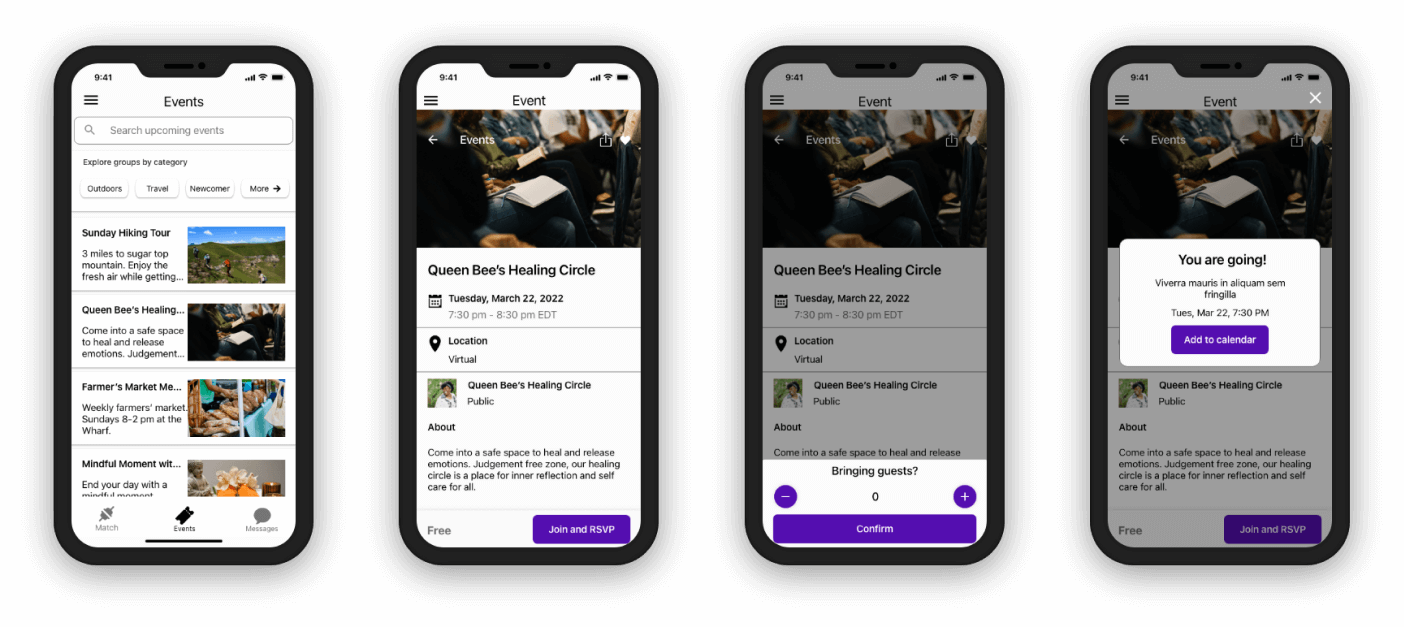 9:41
Events
Search upcoming events
Explore groups by category
Outdoors
Travel
Newcomer
More →
Sunday Hiking Tour
3 miles to sugar top
mountain. Enjoy the
fresh air while getting...
Queen Bee's Healing...
Come into a safe space
to heal and release
emotions. Judgement...
Farmer's Market Me...
Weekly farmers' market.
Sundays 8-2 pm at the
Wharf.
Mindful Moment wit...
End your day with a
mindful moment
Match
Events
Messages
9:41
Event
Events
Queen Bee's Healing Circle
Tuesday, March 22, 2022
7:30 pm - 8:30 pm EDT
Location
Virtual
Queen Bee's Healing Circle
Public
About
Come into a safe space to heal and release
emotions. Judgement free zone, our healing
circle is a place for inner reflection and self
care for all.
Free
Join and RSVP
9:41
Event
Events
Queen Bee's Healing Circle
Tuesday, March 22, 2022
7:30 pm - 8:30 pm EDT
Location
Virtual
Queen Bee's Healing Circle
Public
About
Come into a safe space to heal and release
Bringing guests?
0
Confirm
9:41
Event
Events
You are going!
Viverra mauris in aliquam sem
fringilla
Tues, Mar 22, 7:30 PM
Add to calendar
Queen Bee's Healing Circle
Public
About
Come into a safe space to heal and release
emotions. Judgement free zone, our healing
circle is a place for inner reflection and self
care for all.
Free
Join and RSVP